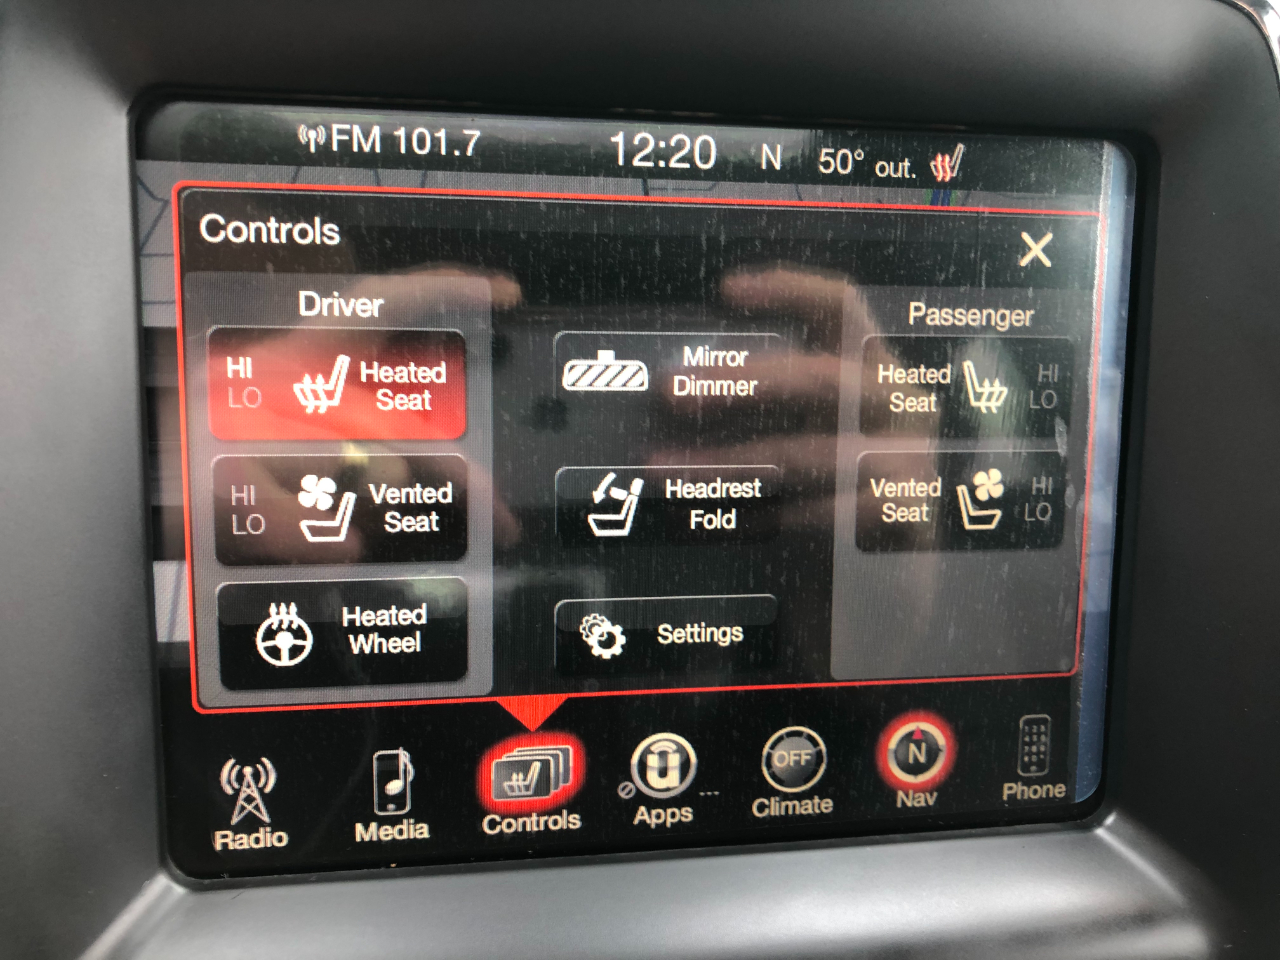 FM 101.7 12:20 N 50° out.
Controls X
Driver
HI
LO
Heated
Seat
HI
LO
Vented
Seat
Heated
Wheel
Mirror
Dimmer
Headrest
Fold
Settings
Passenger
Heated
Seat
HI
LO
Vented
Seat
HI
LO
Radio
Media
Controls
Apps
OFF
Climate
N
Nav
Phone